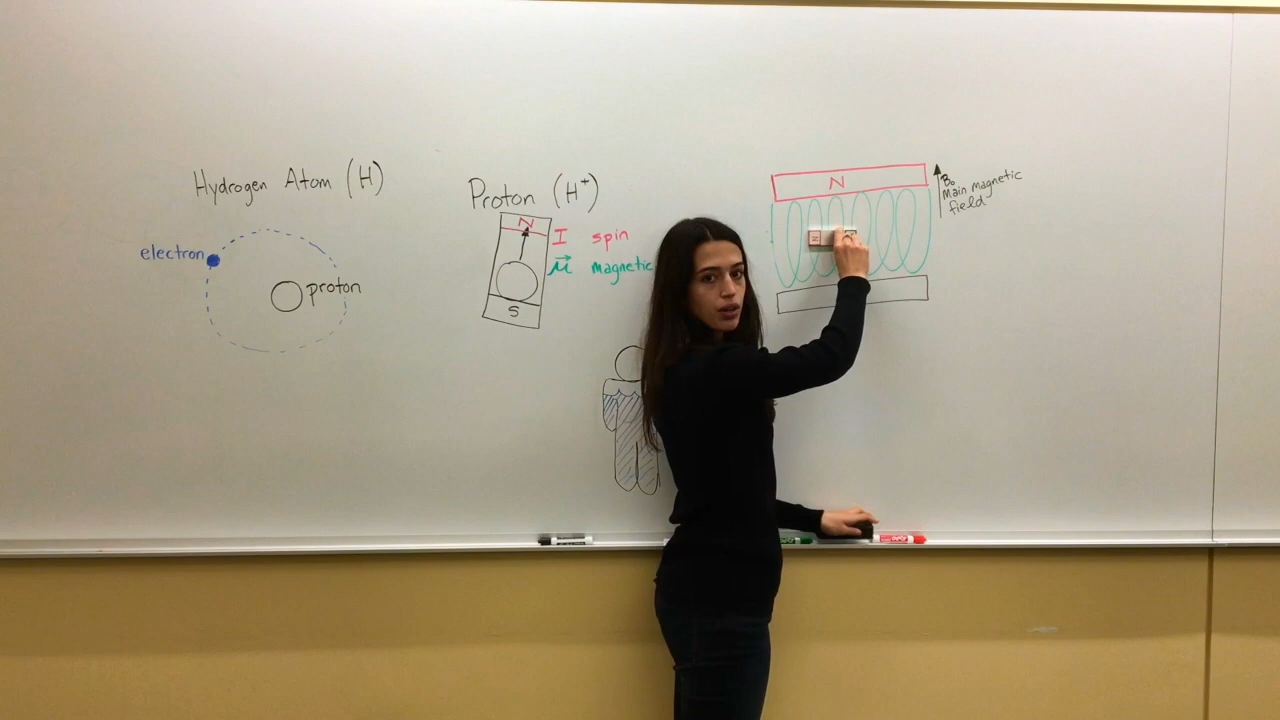 Hydrogen Atom (H)
electron
proton
Proton (H⁺)
N
I spin
μ⃗ magnetic
S
N
B₀
Main magnetic
field
N